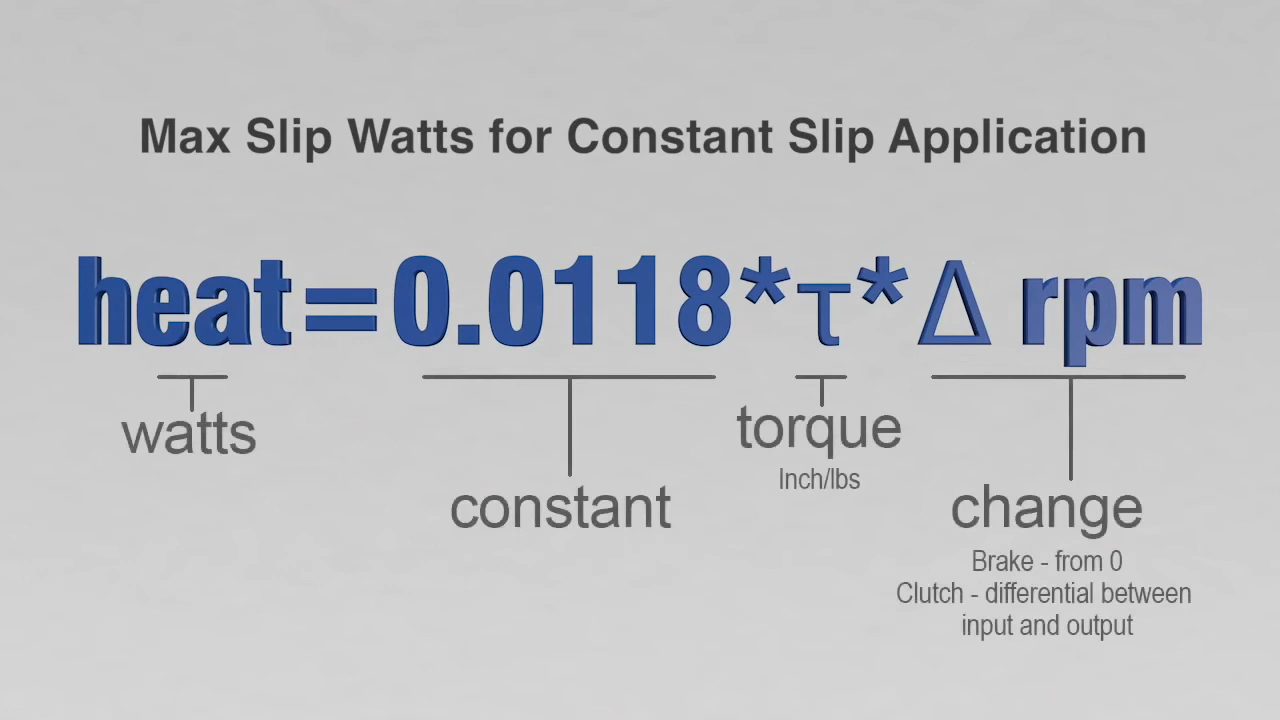 Max Slip Watts for Constant Slip Application
heat=0.0118*τ*Δ rpm
watts
constant
torque
Inch/lbs
change
Brake - from 0
Clutch - differential between
input and output